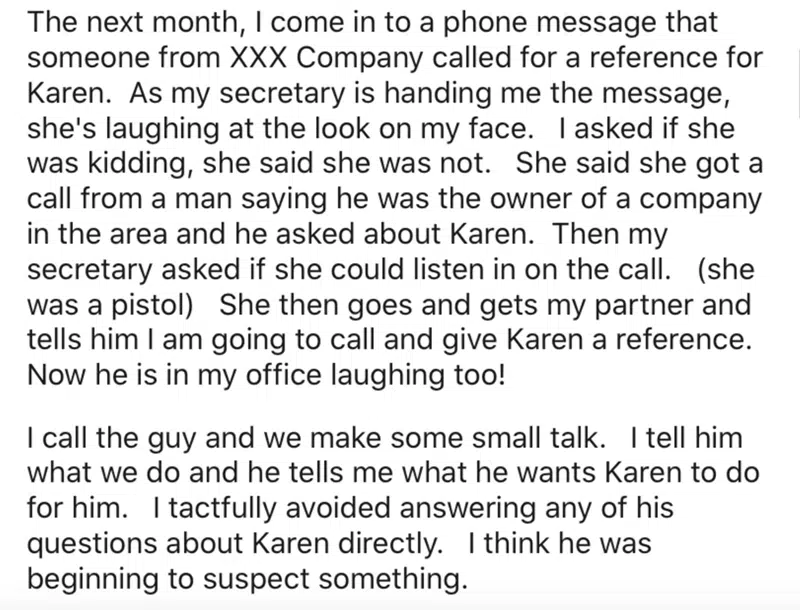 The next month, I come in to a phone message that
someone from XXX Company called for a reference for
Karen.  As my secretary is handing me the message,
she's laughing at the look on my face.   I asked if she
was kidding, she said she was not.   She said she got a
call from a man saying he was the owner of a company
in the area and he asked about Karen.  Then my
secretary asked if she could listen in on the call.   (she
was a pistol)   She then goes and gets my partner and
tells him I am going to call and give Karen a reference.
Now he is in my office laughing too!
I call the guy and we make some small talk.   I tell him
what we do and he tells me what he wants Karen to do
for him.   I tactfully avoided answering any of his
questions about Karen directly.   I think he was
beginning to suspect something.